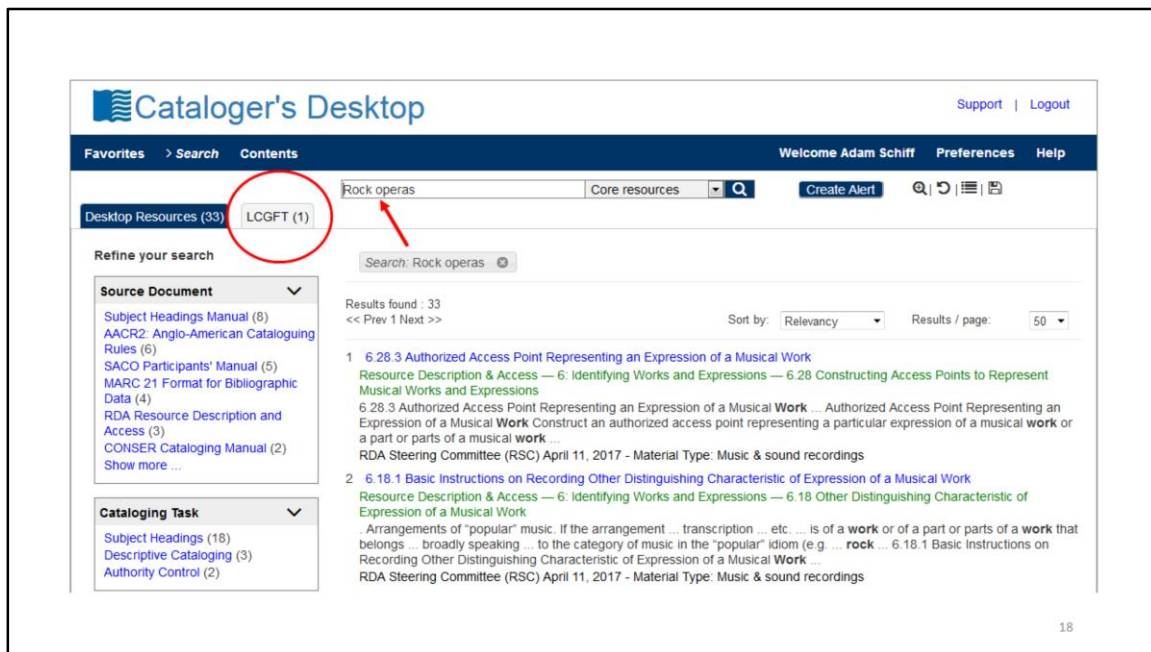 Cataloger's Desktop
Support | Logout
Favorites > Search Contents
Welcome Adam Schiff Preferences Help
Rock operas Core resources Create Alert
Desktop Resources (33) LCGFT (1)
Refine your search
Search: Rock operas
Source Document
Subject Headings Manual (8)
AACR2: Anglo-American Cataloguing
Rules (6)
SACO Participants' Manual (5)
MARC 21 Format for Bibliographic
Data (4)
RDA Resource Description and
Access (3)
CONSER Cataloging Manual (2)
Show more ...
Cataloging Task
Subject Headings (18)
Descriptive Cataloging (3)
Authority Control (2)
Results found : 33
<< Prev 1 Next >>
Sort by: Relevancy Results / page: 50
1 6.28.3 Authorized Access Point Representing an Expression of a Musical Work
Resource Description & Access — 6: Identifying Works and Expressions — 6.28 Constructing Access Points to Represent
Musical Works and Expressions
6.28.3 Authorized Access Point Representing an Expression of a Musical Work ... Authorized Access Point Representing an
Expression of a Musical Work Construct an authorized access point representing a particular expression of a musical work or
a part or parts of a musical work ...
RDA Steering Committee (RSC) April 11, 2017 - Material Type: Music & sound recordings
2 6.18.1 Basic Instructions on Recording Other Distinguishing Characteristic of Expression of a Musical Work
Resource Description & Access — 6: Identifying Works and Expressions — 6.18 Other Distinguishing Characteristic of
Expression of a Musical Work
. Arrangements of “popular” music. If the arrangement ... transcription ... etc. ... is of a work or of a part or parts of a work that
belongs ... broadly speaking ... to the category of music in the “popular” idiom (e.g. ... rock ... 6.18.1 Basic Instructions on
Recording Other Distinguishing Characteristic of Expression of a Musical Work ...
RDA Steering Committee (RSC) April 11, 2017 - Material Type: Music & sound recordings
18